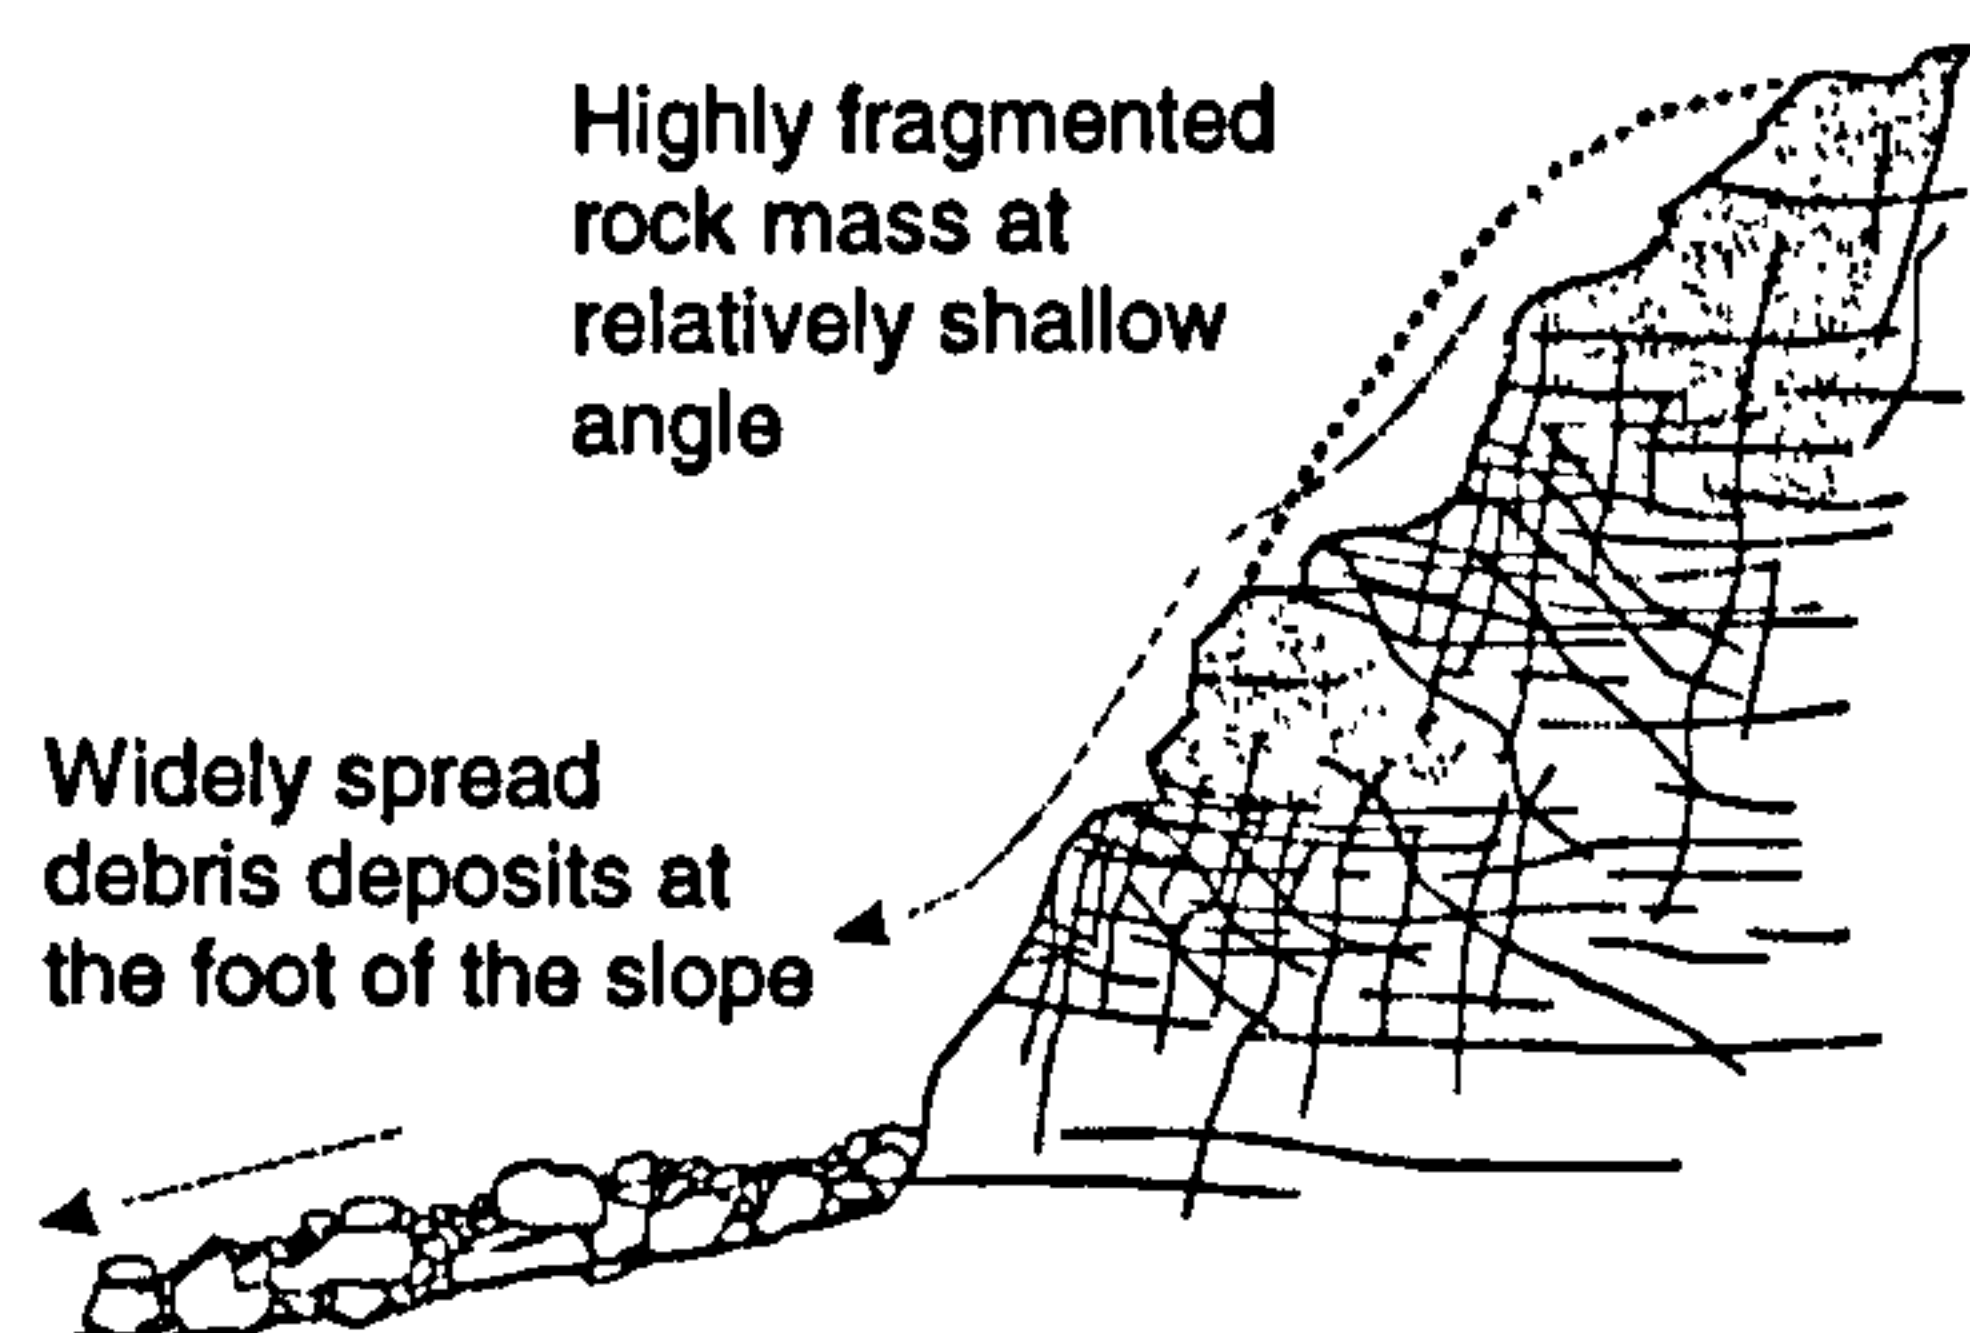 Highly fragmented
rock mass at
relatively shallow
angle
Widely spread
debris deposits at
the foot of the slope